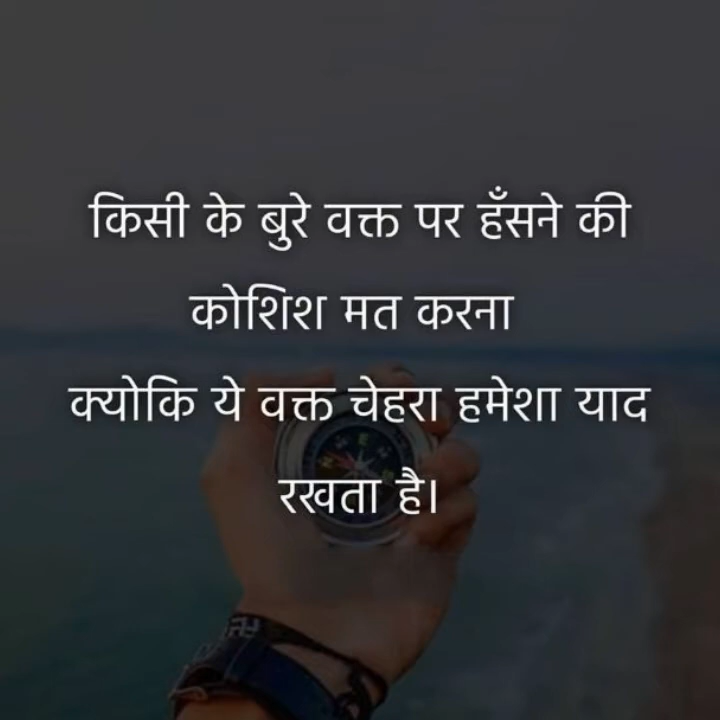 किसी के बुरे वक्त पर हँसने की
कोशिश मत करना
क्योकि ये वक्त चेहरा हमेशा याद
रखता है।